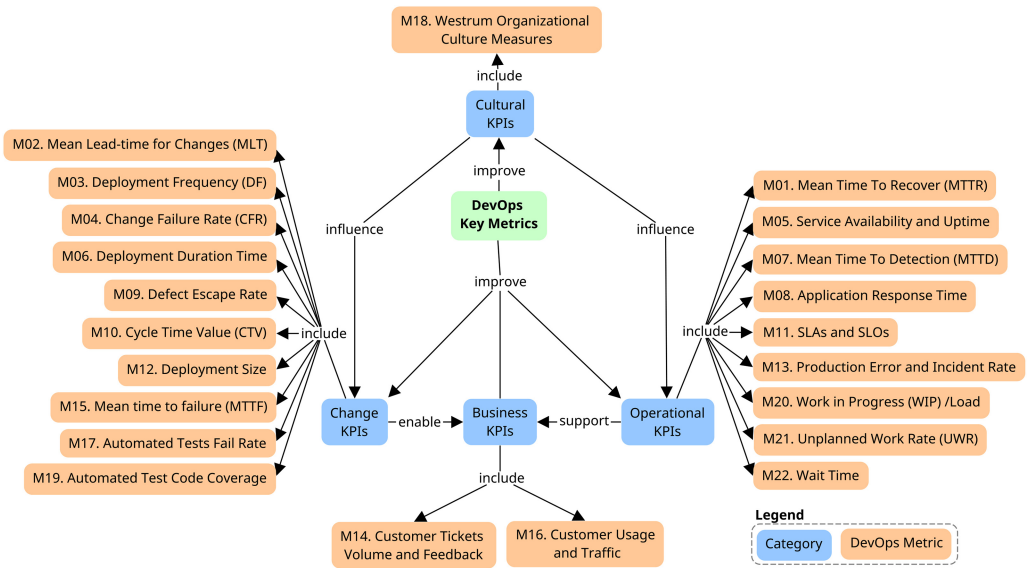 M18. Westrum Organizational
Culture Measures
include
Cultural
KPIs
improve
DevOps
Key Metrics
influence
influence
improve
M02. Mean Lead-time for Changes (MLT)
M03. Deployment Frequency (DF)
M04. Change Failure Rate (CFR)
M06. Deployment Duration Time
M09. Defect Escape Rate
M10. Cycle Time Value (CTV)
M12. Deployment Size
M15. Mean time to failure (MTTF)
M17. Automated Tests Fail Rate
M19. Automated Test Code Coverage
include
include
M01. Mean Time To Recover (MTTR)
M05. Service Availability and Uptime
M07. Mean Time To Detection (MTTD)
M08. Application Response Time
M11. SLAs and SLOs
M13. Production Error and Incident Rate
M20. Work in Progress (WIP) /Load
M21. Unplanned Work Rate (UWR)
M22. Wait Time
Change
KPIs
enable
Business
KPIs
support
Operational
KPIs
include
M14. Customer Tickets
Volume and Feedback
M16. Customer Usage
and Traffic
Legend
Category
DevOps Metric